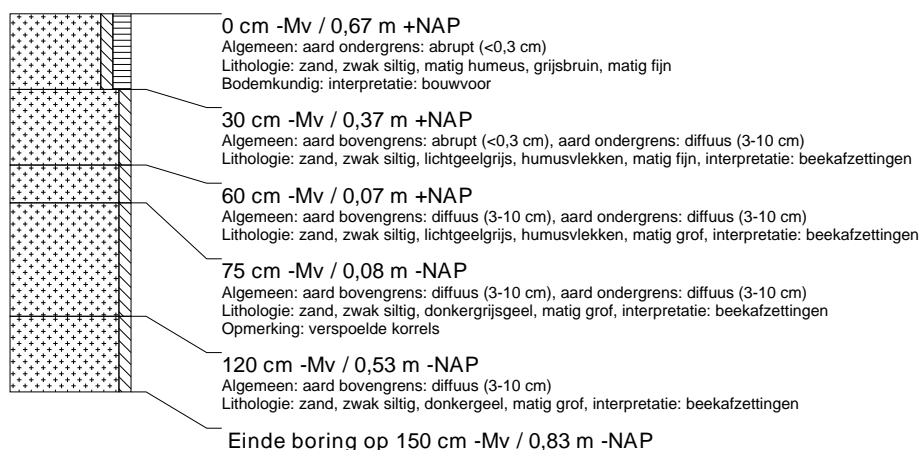 0 cm -Mv / 0,67 m +NAP
Algemeen: aard ondergrens: abrupt (<0,3 cm)
Lithologie: zand, zwak siltig, matig humeus, grijsbruin, matig fijn
Bodemkundig: interpretatie: bouwvoor
30 cm -Mv / 0,37 m +NAP
Algemeen: aard bovengrens: abrupt (<0,3 cm), aard ondergrens: diffuus (3-10 cm)
Lithologie: zand, zwak siltig, lichtgeelgrijs, humusvlekken, matig fijn, interpretatie: beekafzettingen
60 cm -Mv / 0,07 m +NAP
Algemeen: aard bovengrens: diffuus (3-10 cm), aard ondergrens: diffuus (3-10 cm)
Lithologie: zand, zwak siltig, lichtgeelgrijs, humusvlekken, matig grof, interpretatie: beekafzettingen
75 cm -Mv / 0,08 m -NAP
Algemeen: aard bovengrens: diffuus (3-10 cm), aard ondergrens: diffuus (3-10 cm)
Lithologie: zand, zwak siltig, donkergrijsgeel, matig grof, interpretatie: beekafzettingen
Opmerking: verspoelde korrels
120 cm -Mv / 0,53 m -NAP
Algemeen: aard bovengrens: diffuus (3-10 cm)
Lithologie: zand, zwak siltig, donkergeel, matig grof, interpretatie: beekafzettingen
Einde boring op 150 cm -Mv / 0,83 m -NAP